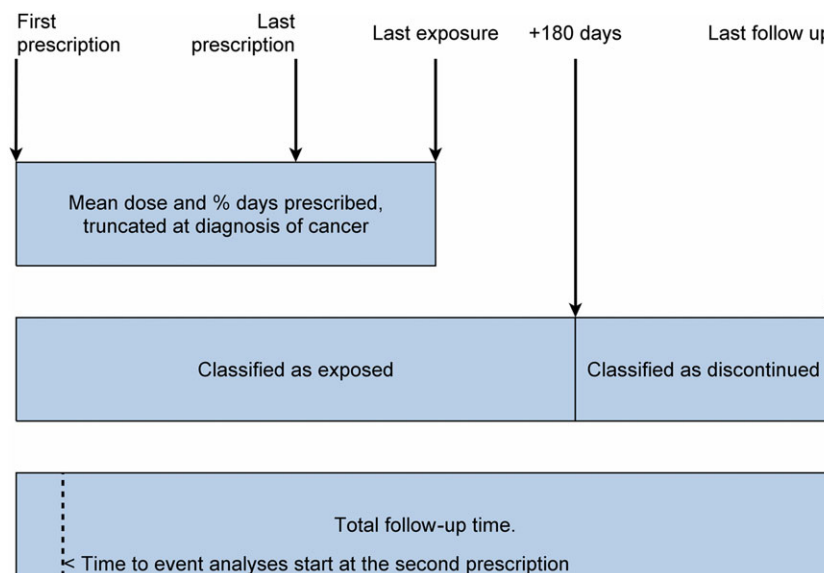 First
prescription
Last
prescription
Last exposure
+180 days
Last follow up
Mean dose and % days prescribed,
truncated at diagnosis of cancer
Classified as exposed
Classified as discontinued
Total follow-up time.
< Time to event analyses start at the second prescription